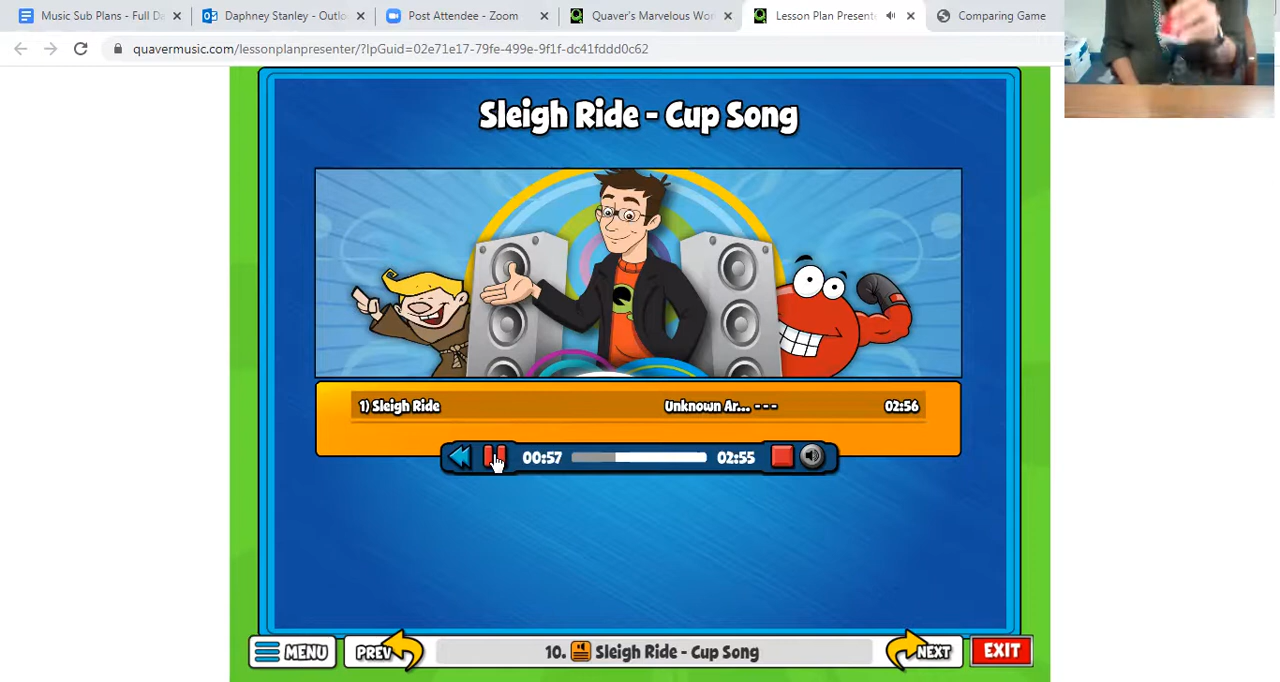 Music Sub Plans - Full Da
Daphney Stanley - Outlo
Post Attendee - Zoom
Quaver's Marvelous Wor
Lesson Plan Present
Comparing Game
quavermusic.com/lessonplanpresenter/?lpGuid=02e71e17-79fe-499e-9f1f-dc41fddd0c62
Sleigh Ride - Cup Song
1) Sleigh Ride Unknown Ar... --- 02:56
00:57 02:55
MENU PREV 10. Sleigh Ride - Cup Song NEXT EXIT